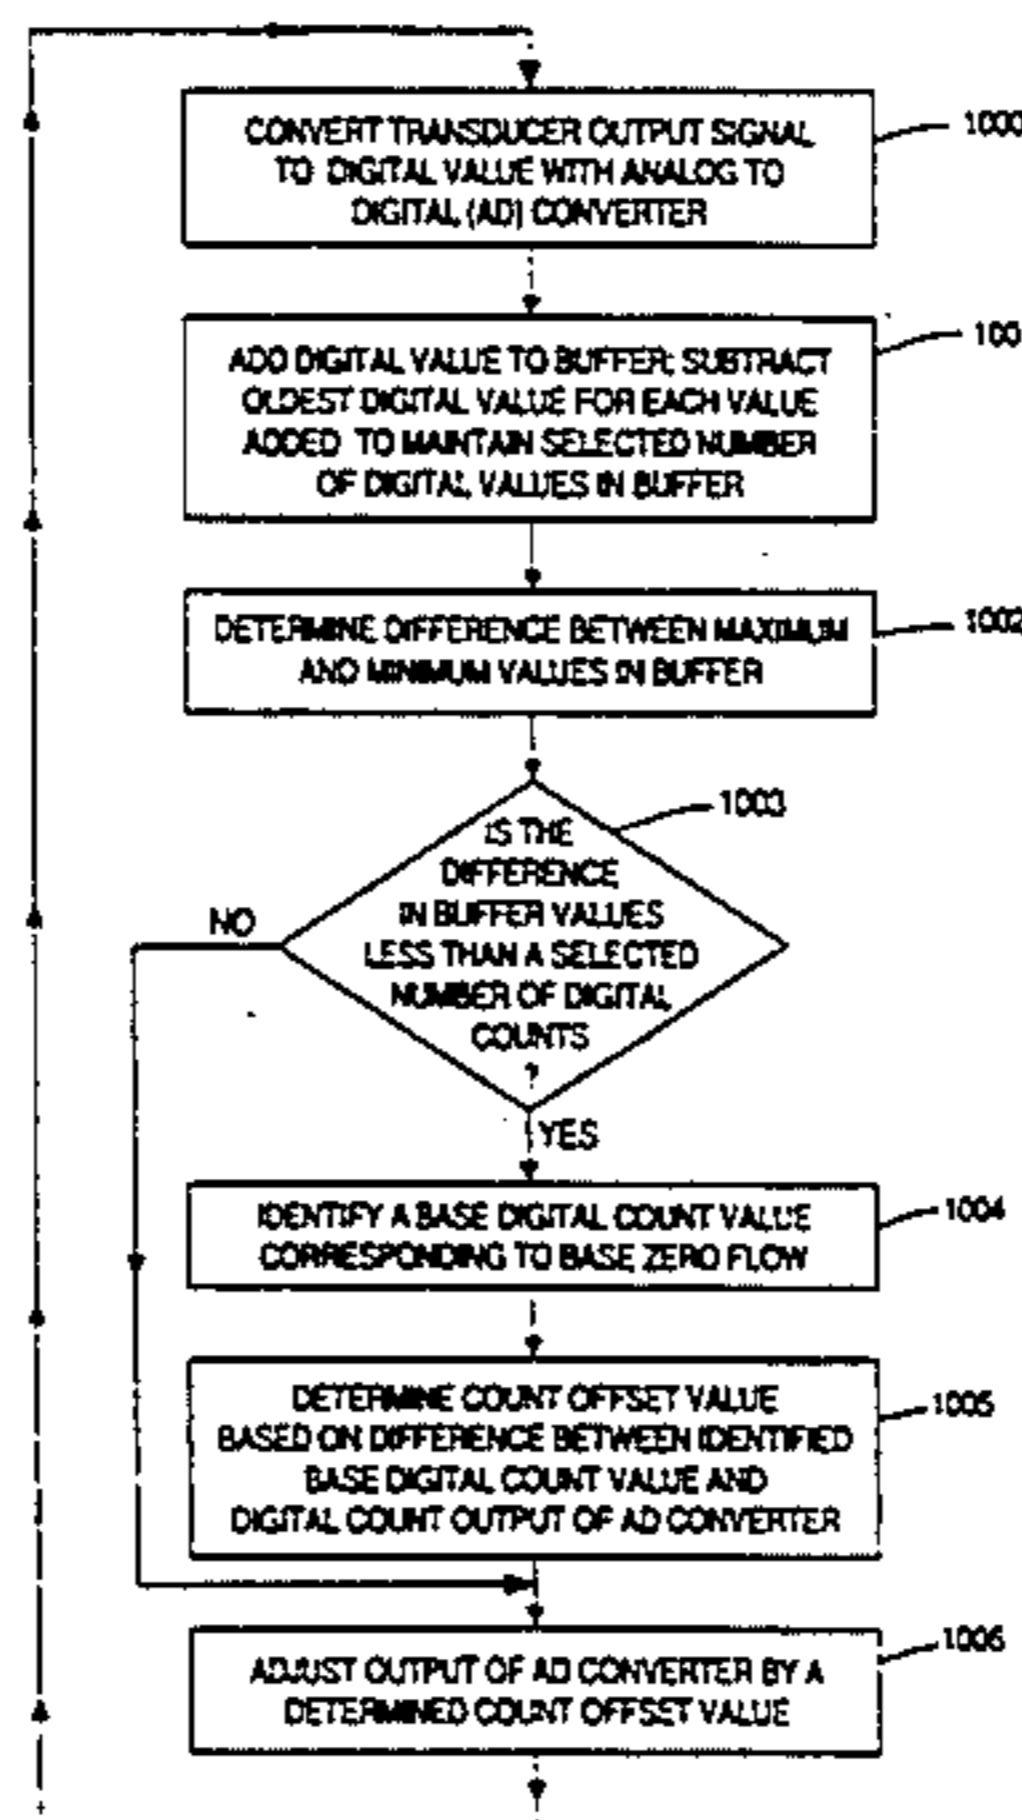 CONVERT TRANSDUCER OUTPUT SIGNAL
TO DIGITAL VALUE WITH ANALOG TO
DIGITAL (AD) CONVERTER
1000
ADD DIGITAL VALUE TO BUFFER; SUBTRACT
OLDEST DIGITAL VALUE FOR EACH VALUE
ADDED TO MAINTAIN SELECTED NUMBER
OF DIGITAL VALUES IN BUFFER
100
DETERMINE DIFFERENCE BETWEEN MAXIMUM
AND MINIMUM VALUES IN BUFFER
1002
IS THE
DIFFERENCE
IN BUFFER VALUES
LESS THAN A SELECTED
NUMBER OF DIGITAL
COUNTS
1003
NO
YES
IDENTIFY A BASE DIGITAL COUNT VALUE
CORRESPONDING TO BASE ZERO FLOW
1004
DETERMINE COUNT OFFSET VALUE
BASED ON DIFFERENCE BETWEEN IDENTIFIED
BASE DIGITAL COUNT VALUE AND
DIGITAL COUNT OUTPUT OF AD CONVERTER
1005
ADJUST OUTPUT OF AD CONVERTER BY A
DETERMINED COUNT OFFSET VALUE
1006